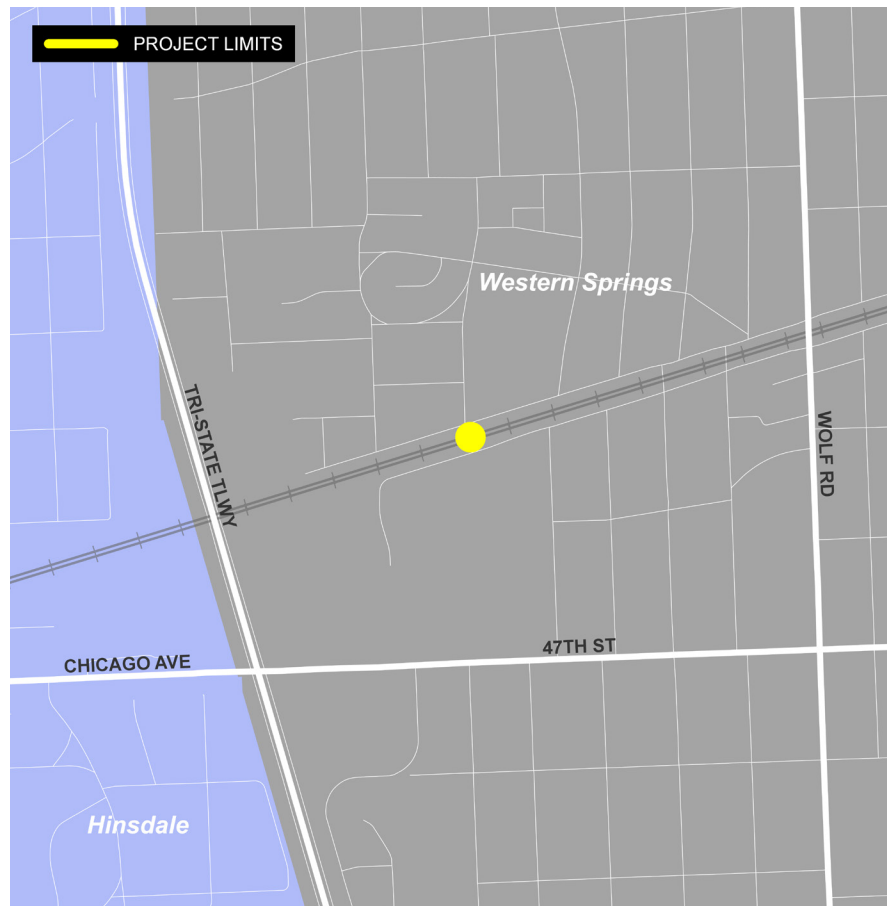 PROJECT LIMITS
Western Springs
TRI-STATE TLWY
WOLF RD
47TH ST
CHICAGO AVE
Hinsdale